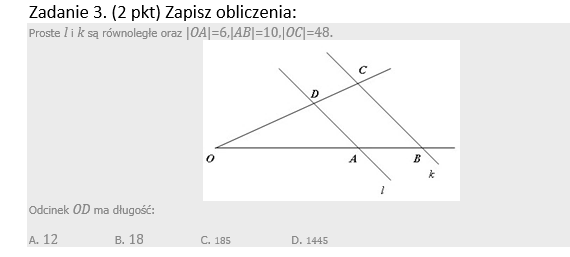 Zadanie 3. (2 pkt) Zapisz obliczenia:
Proste l i k są równoległe oraz |OA|=6,|AB|=10,|OC|=48.
C
D
O
A
B
k
l
Odcinek OD ma długość:
A. 12 B. 18 C. 185 D. 1445